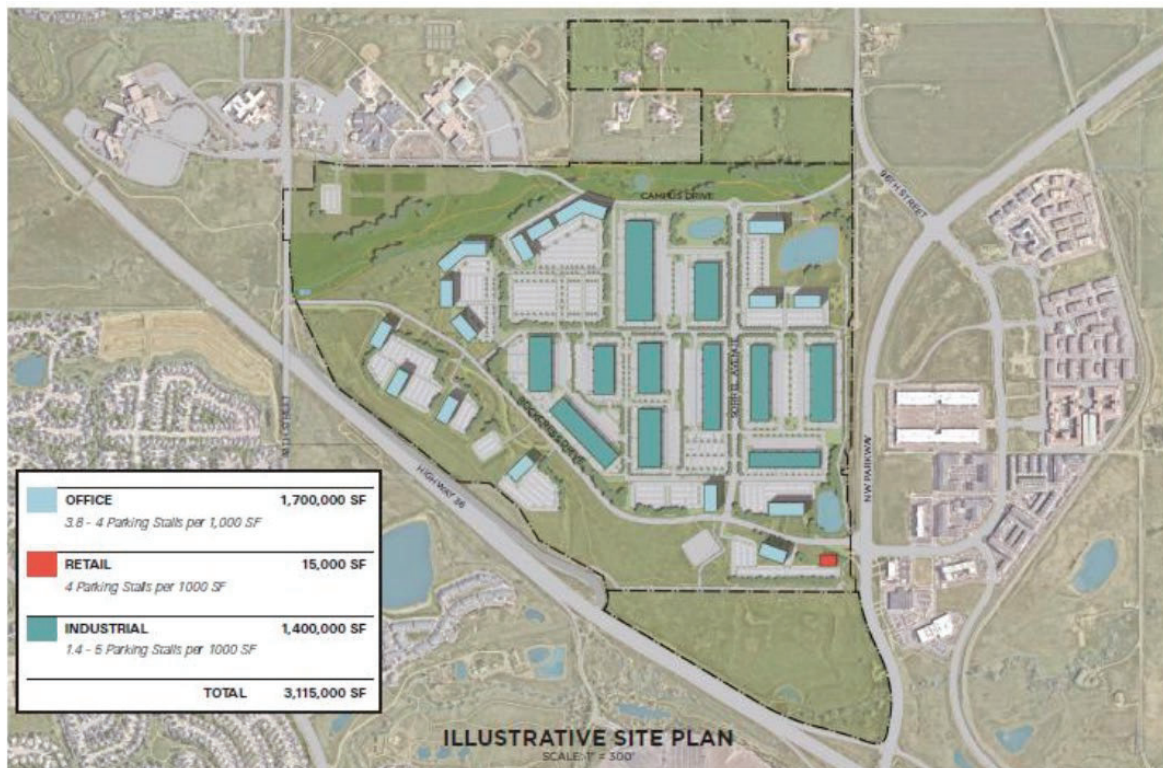 CAMPUS DRIVE
96TH STREET
NW PARKWAY
HIGHWAY 36
OFFICE 1,700,000 SF
3.8 - 4 Parking Stalls per 1,000 SF
RETAIL 15,000 SF
4 Parking Stalls per 1000 SF
INDUSTRIAL 1,400,000 SF
1.4 - 5 Parking Stalls per 1000 SF
TOTAL 3,115,000 SF
ILLUSTRATIVE SITE PLAN
SCALE: 1" = 300'